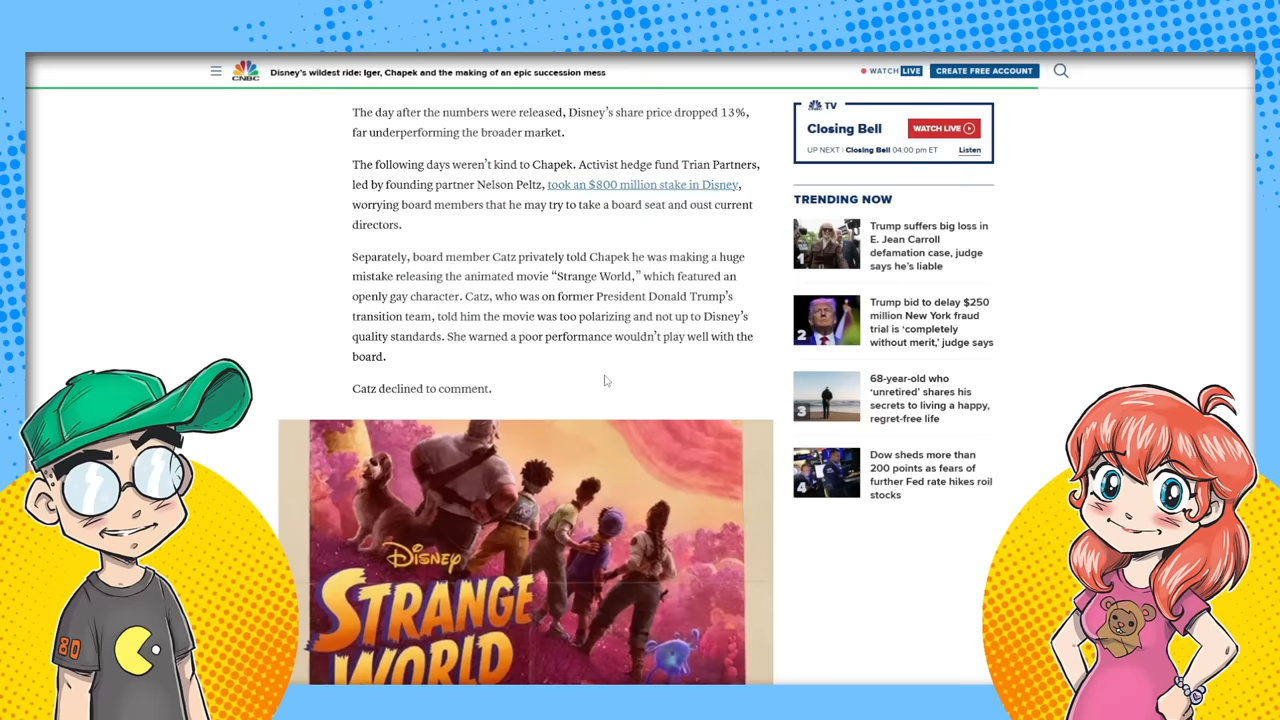 CNBC
Disney's wildest ride: Iger, Chapek and the making of an epic succession mess
WATCH LIVE
CREATE FREE ACCOUNT
The day after the numbers were released, Disney's share price dropped 13%,
far underperforming the broader market.
The following days weren't kind to Chapek. Activist hedge fund Trian Partners,
led by founding partner Nelson Peltz, took an $800 million stake in Disney,
worrying board members that he may try to take a board seat and oust current
directors.
Separately, board member Catz privately told Chapek he was making a huge
mistake releasing the animated movie “Strange World,” which featured an
openly gay character. Catz, who was on former President Donald Trump's
transition team, told him the movie was too polarizing and not up to Disney's
quality standards. She warned a poor performance wouldn't play well with the
board.
Catz declined to comment.
DISNEY
STRANGE
WORLD
TV
Closing Bell
WATCH LIVE
UP NEXT | Closing Bell 04:00 pm ET
Listen
TRENDING NOW
1
Trump suffers big loss in
E. Jean Carroll
defamation case, judge
says he's liable
2
Trump bid to delay $250
million New York fraud
trial is ‘completely
without merit,’ judge says
3
68-year-old who
‘unretired’ shares his
secrets to living a happy,
regret-free life
4
Dow sheds more than
200 points as fears of
further Fed rate hikes roil
stocks
80